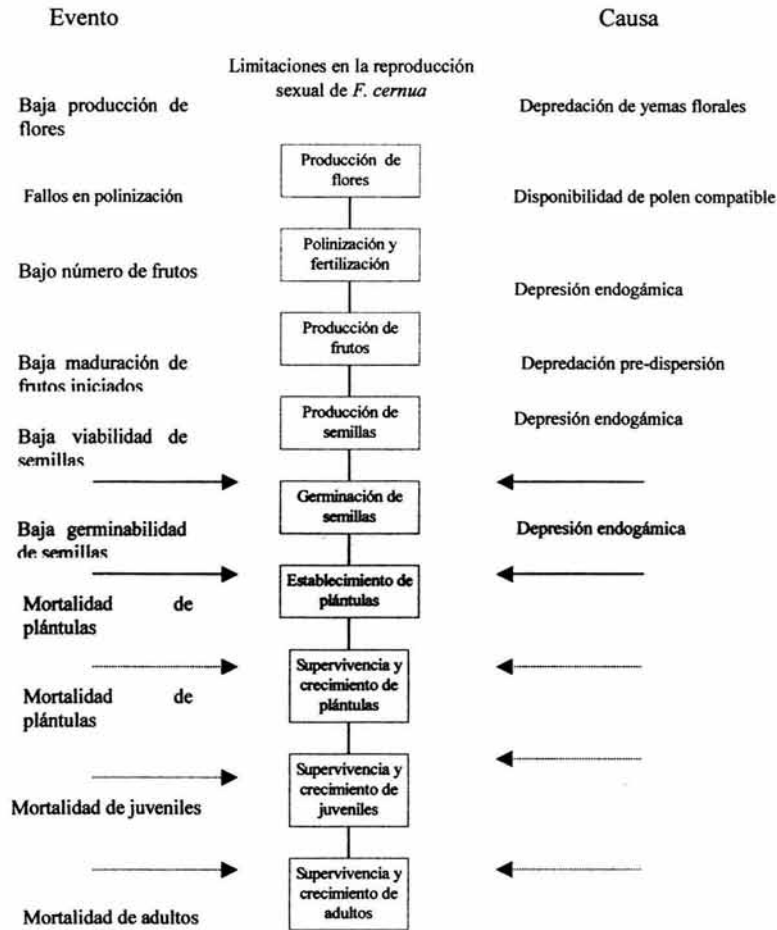 Evento
Causa
Limitaciones en la reproducción
sexual de F. cernua
Baja producción de
flores
Depredación de yemas florales
Producción de
flores
Fallos en polinización
Disponibilidad de polen compatible
Polinización y
fertilización
Bajo número de frutos
Depresión endogámica
Producción de
frutos
Baja maduración de
frutos iniciados
Depredación pre-dispersión
Producción de
semillas
Depresión endogámica
Baja viabilidad de
semillas
Germinación de
semillas
Baja germinabilidad
de semillas
Depresión endogámica
Establecimiento de
plántulas
Mortalidad de
plántulas
Supervivencia y
crecimiento de
plántulas
Mortalidad de
plántulas
Supervivencia y
crecimiento de
juveniles
Mortalidad de juveniles
Supervivencia y
crecimiento de
adultos
Mortalidad de adultos